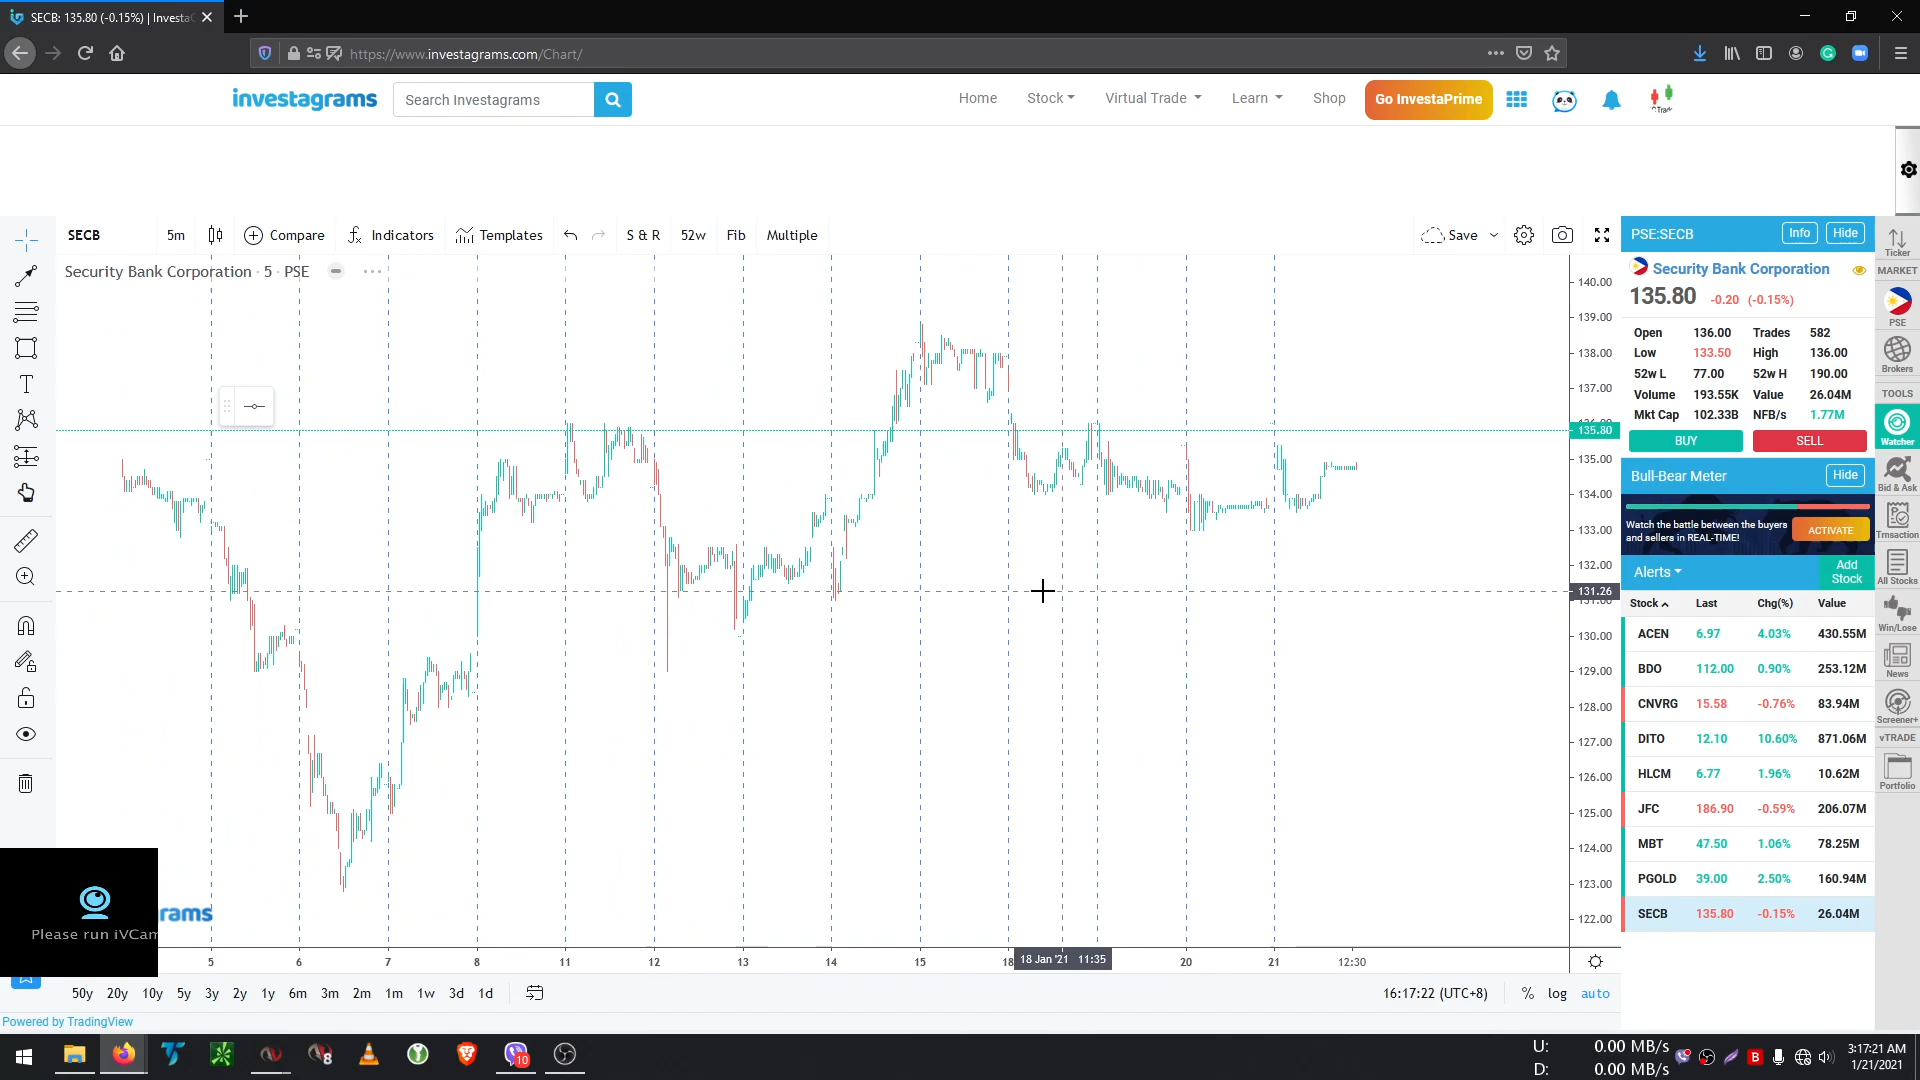 SECB: 135.80 (-0.15%) | Investa
https://www.investagrams.com/Chart/
investagrams
Search Investagrams
Home
Stock
Virtual Trade
Learn
Shop
Go InvestaPrime
Trade
SECB
5m
Compare
Indicators
Templates
S & R
52w
Fib
Multiple
Save
Security Bank Corporation · 5 · PSE
140.00
139.00
138.00
137.00
135.80
135.00
134.00
133.00
132.00
131.26
130.00
129.00
128.00
127.00
126.00
125.00
124.00
123.00
122.00
rams
Please run iVCam
5 6 7 8 11 12 13 14 15 18
18 Jan '21 11:35
20 21 12:30
50y 20y 10y 5y 3y 2y 1y 6m 3m 2m 1m 1w 3d 1d
16:17:22 (UTC+8)
% log auto
Powered by TradingView
PSE:SECB
Info
Hide
Security Bank Corporation
135.80 -0.20 (-0.15%)
Open 136.00 Trades 582
Low 133.50 High 136.00
52w L 77.00 52w H 190.00
Volume 193.55K Value 26.04M
Mkt Cap 102.33B NFB/s 1.77M
BUY
SELL
Bull-Bear Meter
Hide
Watch the battle between the buyers
and sellers in REAL-TIME!
ACTIVATE
Alerts
Add
Stock
Stock Last Chg(%) Value
ACEN 6.97 4.03% 430.55M
BDO 112.00 0.90% 253.12M
CNVRG 15.58 -0.76% 83.94M
DITO 12.10 10.60% 871.06M
HLCM 6.77 1.96% 10.62M
JFC 186.90 -0.59% 206.07M
MBT 47.50 1.06% 78.25M
PGOLD 39.00 2.50% 160.94M
SECB 135.80 -0.15% 26.04M
Ticker
MARKET
PSE
Brokers
TOOLS
Watcher
Bid & Ask
Trnsaction
All Stocks
Win/Lose
News
Screener+
vTRADE
Portfolio
8
10
U: 0.00 MB/s
D: 0.00 MB/s
B
3:17:21 AM
1/21/2021